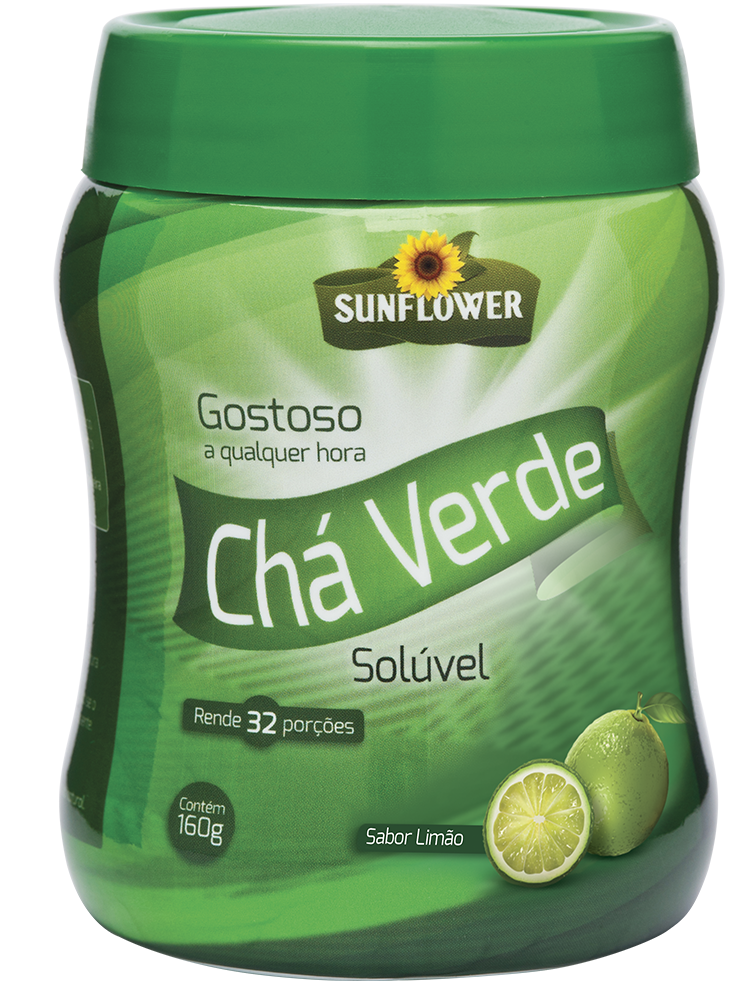 SUNFLOWER
Gostoso
a qualquer hora
Chá Verde
Solúvel
Rende 32 porções
Contém
160g
Sabor Limão